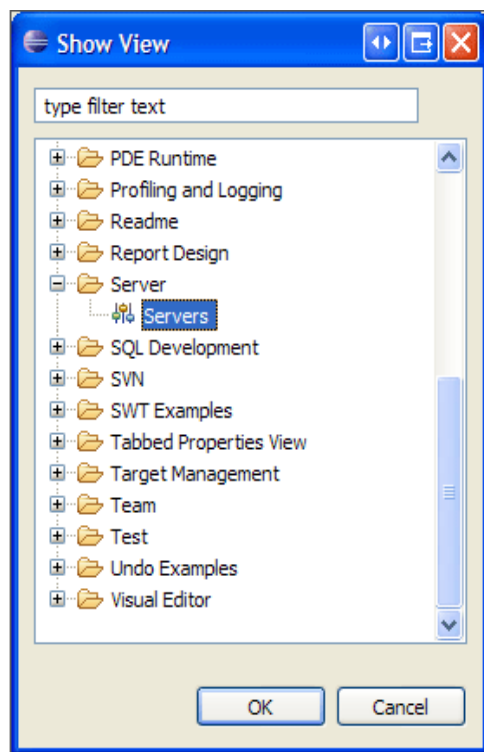 Show View
type filter text
PDE Runtime
Profiling and Logging
Readme
Report Design
Server
Servers
SQL Development
SVN
SWT Examples
Tabbed Properties View
Target Management
Team
Test
Undo Examples
Visual Editor
OK Cancel